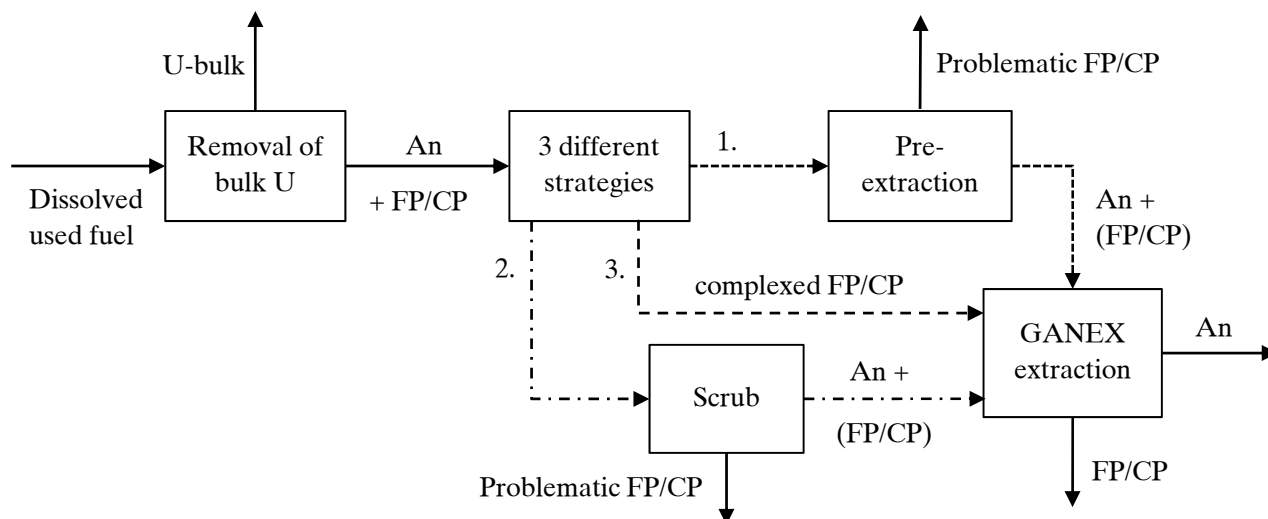 U-bulk
Problematic FP/CP
Removal of
bulk U
An
+ FP/CP
3 different
strategies
1.
Pre-
extraction
Dissolved
used fuel
An +
(FP/CP)
2.
3.
complexed FP/CP
GANEX
extraction
An
Scrub
An +
(FP/CP)
Problematic FP/CP
FP/CP